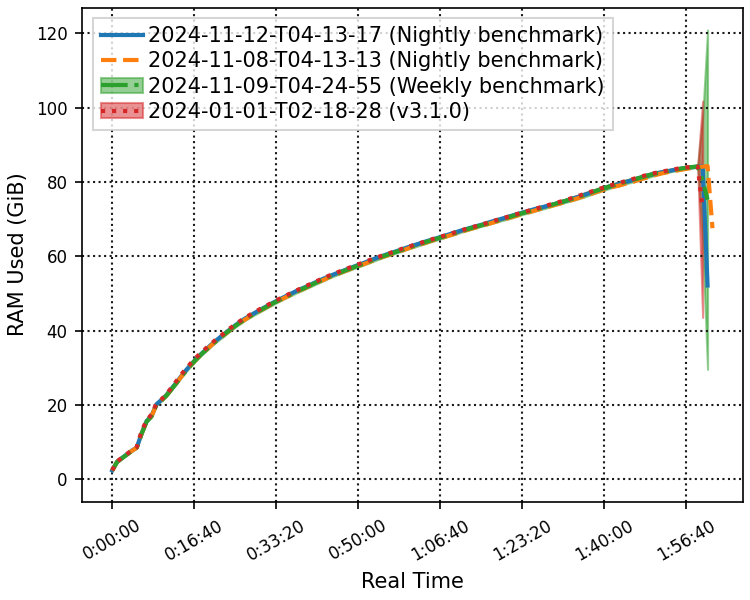 2024-11-12-T04-13-17 (Nightly benchmark)
2024-11-08-T04-13-13 (Nightly benchmark)
2024-11-09-T04-24-55 (Weekly benchmark)
2024-01-01-T02-18-28 (v3.1.0)
RAM Used (GiB)
120
100
80
60
40
20
0
0:00:00
0:16:40
0:33:20
0:50:00
1:06:40
1:23:20
1:40:00
1:56:40
Real Time